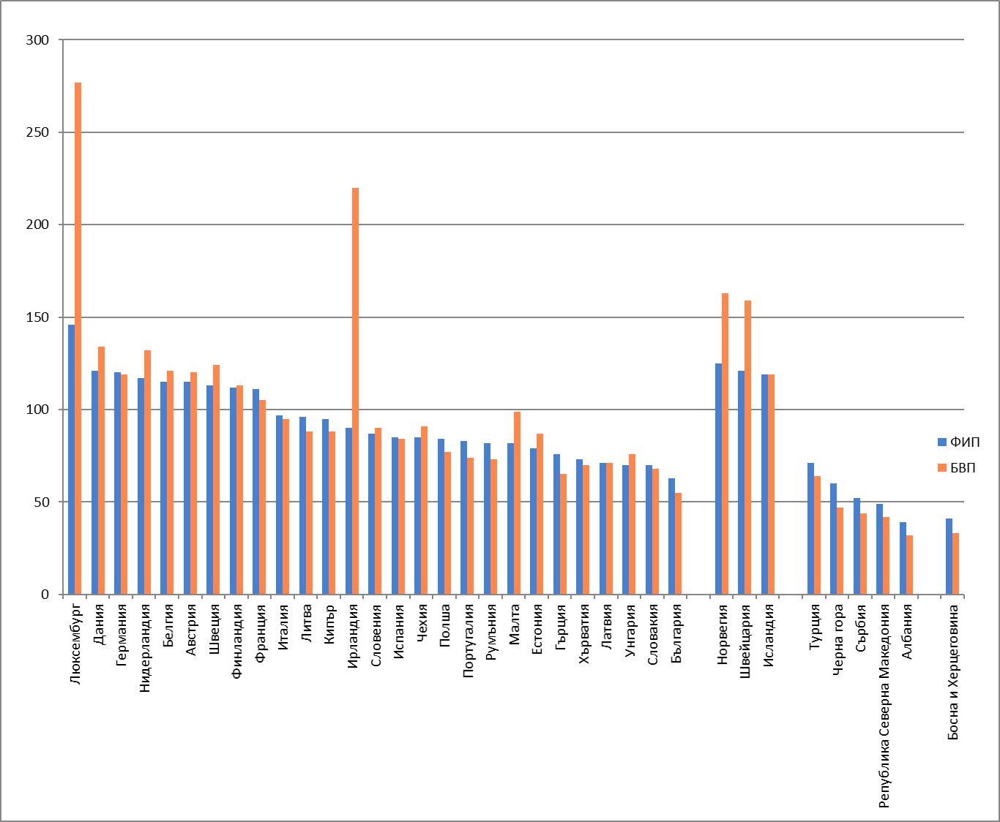 300
250
200
150
100
50
0
ФИП
БВП
Люксембург
Дания
Германия
Нидерландия
Белгия
Австрия
Швеция
Финландия
Франция
Италия
Литва
Кипър
Ирландия
Словения
Испания
Чехия
Полша
Португалия
Румъния
Малта
Естония
Гърция
Хърватия
Латвия
Унгария
Словакия
България
Норвегия
Швейцария
Исландия
Турция
Черна гора
Сърбия
Република Северна Македония
Албания
Босна и Херцеговина